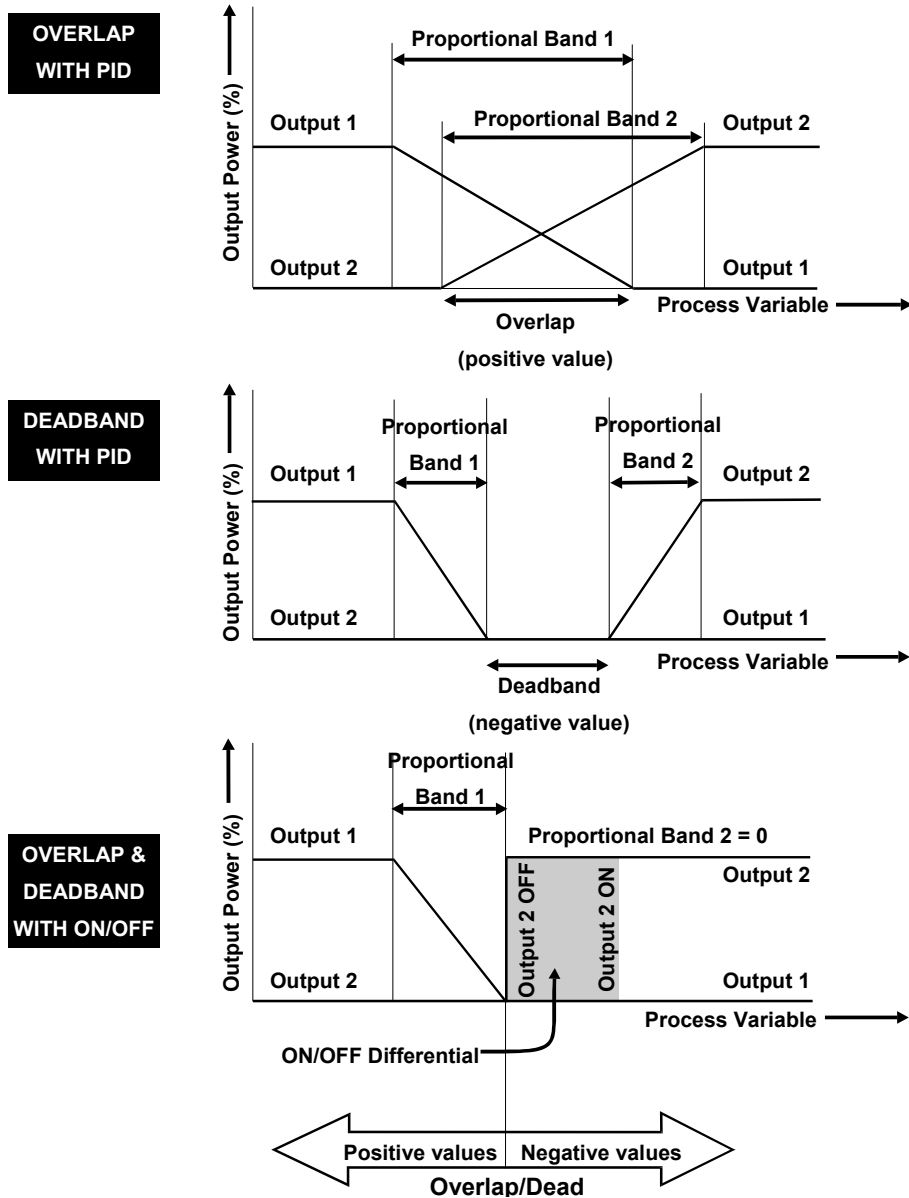 OVERLAP
WITH PID
Output Power (%)
Proportional Band 1
Proportional Band 2
Output 1
Output 2
Output 2
Output 1
Process Variable
Overlap
(positive value)
DEADBAND
WITH PID
Output Power (%)
Proportional
Band 1
Proportional
Band 2
Output 1
Output 2
Output 2
Output 1
Process Variable
Deadband
(negative value)
OVERLAP &
DEADBAND
WITH ON/OFF
Output Power (%)
Proportional
Band 1
Output 1
Proportional Band 2 = 0
Output 2
Output 2 OFF
Output 2 ON
Output 2
Output 1
Process Variable
ON/OFF Differential
Positive values
Negative values
Overlap/Dead